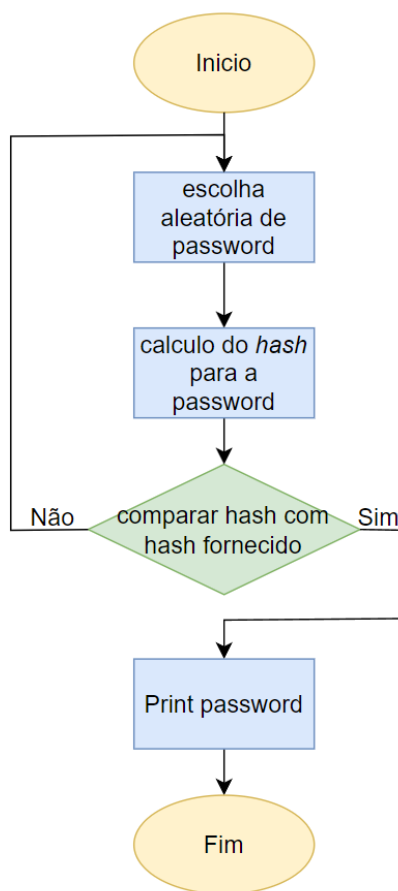 Inicio
escolha
aleatória de
password
calculo do hash
para a
password
Não
comparar hash com
hash fornecido
Sim
Print password
Fim